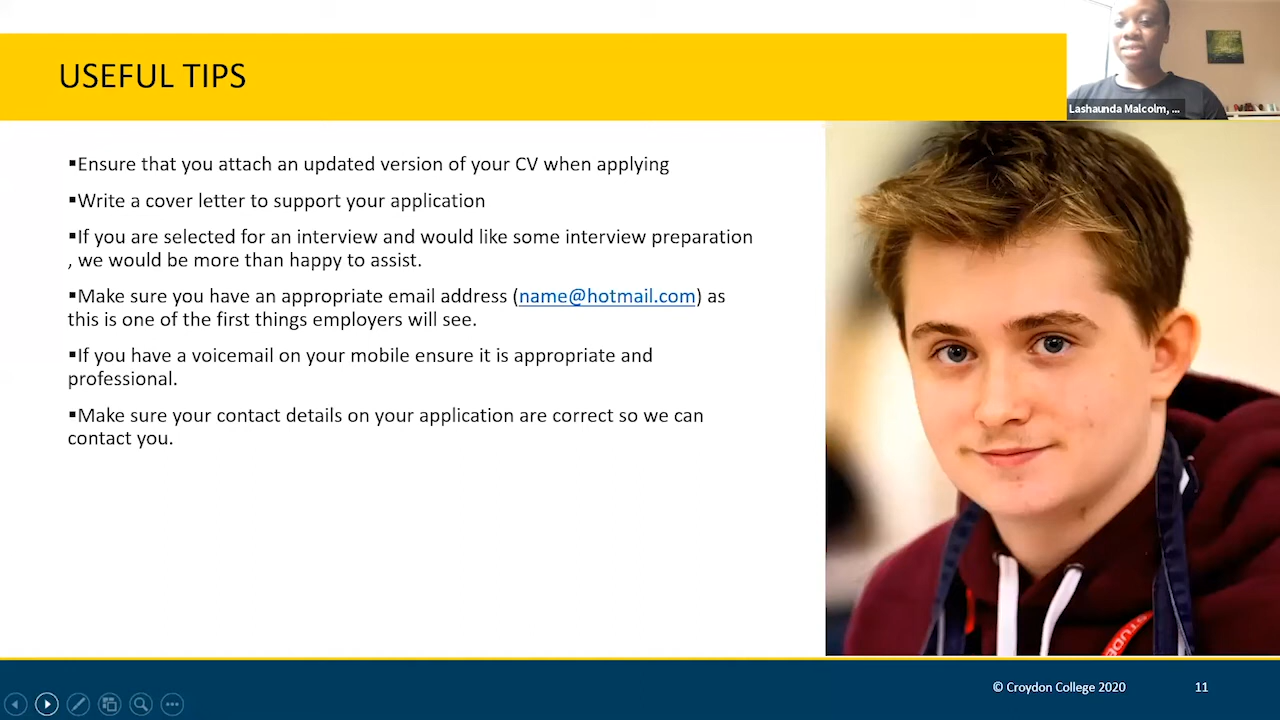 USEFUL TIPS
Lashaunda Malcolm, ...
▪Ensure that you attach an updated version of your CV when applying
▪Write a cover letter to support your application
▪If you are selected for an interview and would like some interview preparation
, we would be more than happy to assist.
▪Make sure you have an appropriate email address (name@hotmail.com) as
this is one of the first things employers will see.
▪If you have a voicemail on your mobile ensure it is appropriate and
professional.
▪Make sure your contact details on your application are correct so we can
contact you.
© Croydon College 2020
11